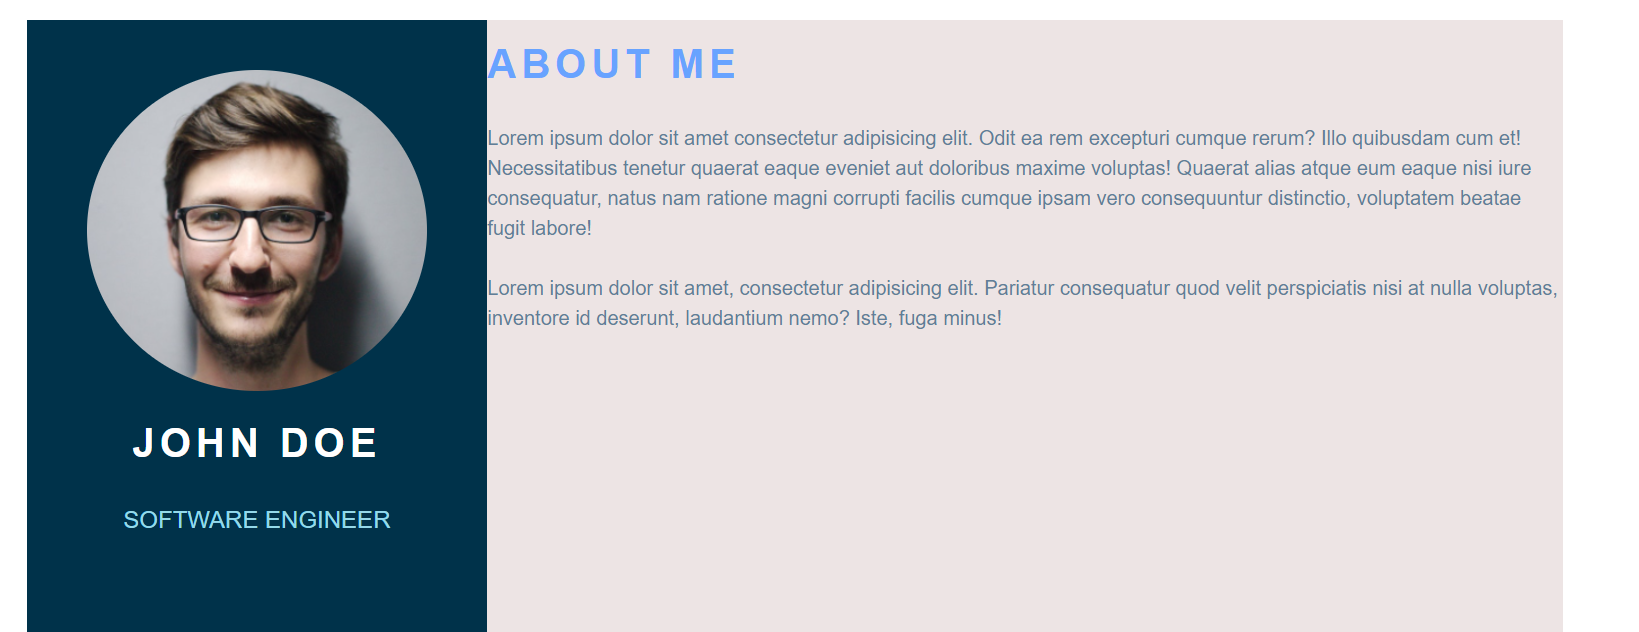 ABOUT ME
Lorem ipsum dolor sit amet consectetur adipisicing elit. Odit ea rem excepturi cumque rerum? Illo quibusdam cum et!
Necessitatibus tenetur quaerat eaque eveniet aut doloribus maxime voluptas! Quaerat alias atque eum eaque nisi iure
consequatur, natus nam ratione magni corrupti facilis cumque ipsam vero consequuntur distinctio, voluptatem beatae
fugit labore!
Lorem ipsum dolor sit amet, consectetur adipisicing elit. Pariatur consequatur quod velit perspiciatis nisi at nulla voluptas,
inventore id deserunt, laudantium nemo? Iste, fuga minus!
JOHN DOE
SOFTWARE ENGINEER